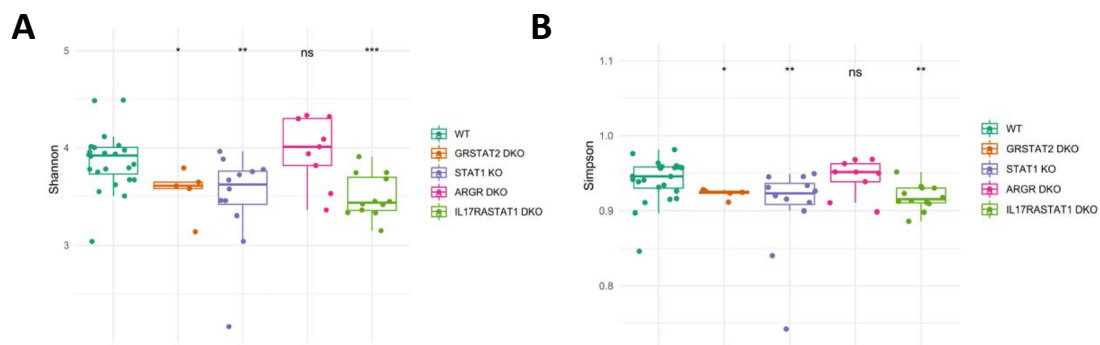 A
5
4
3
Shannon
*
**
ns
***
WT
GRSTAT2 DKO
STAT1 KO
ARGR DKO
IL17RASTAT1 DKO
B
1.1
1.0
0.9
0.8
Simpson
*
**
ns
**
WT
GRSTAT2 DKO
STAT1 KO
ARGR DKO
IL17RASTAT1 DKO